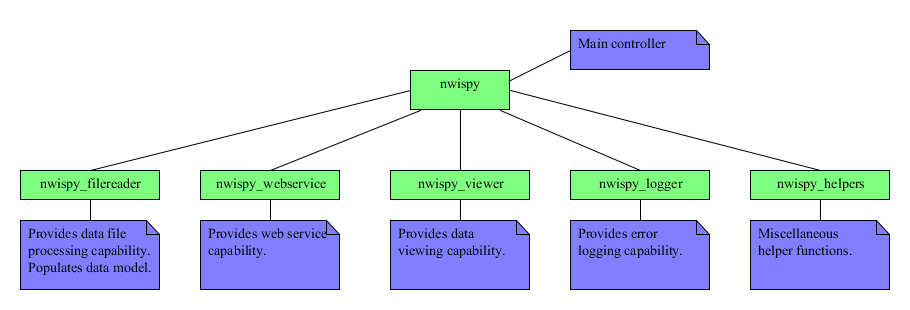 Main controller
nwispy
nwispy_filereader
nwispy_webservice
nwispy_viewer
nwispy_logger
nwispy_helpers
Provides data file
processing capability.
Populates data model.
Provides web service
capability.
Provides data
viewing capability.
Provides error
logging capability.
Miscellaneous
helper functions.